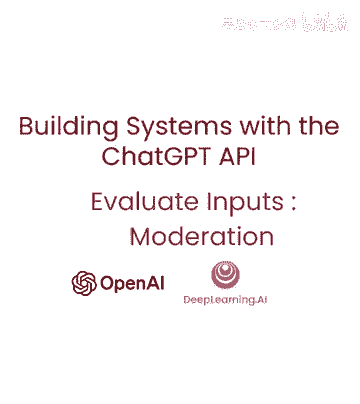 Building Systems with the
ChatGPT API
Evaluate Inputs :
Moderation
OpenAI
DeepLearning.AI